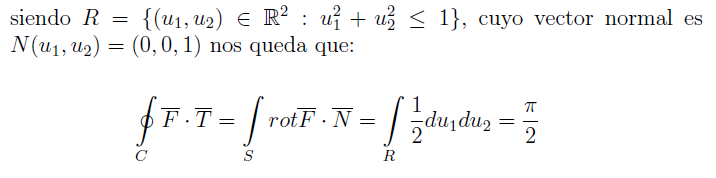 siendo R = {(u₁, u₂) ∈ ℝ² : u₁² + u₂² ≤ 1}, cuyo vector normal es
N(u₁, u₂) = (0, 0, 1) nos queda que:
∮_C F̅ · T̅ = ∫_S rotF̅ · N̅ = ∫_R 1/2 du₁du₂ = π/2